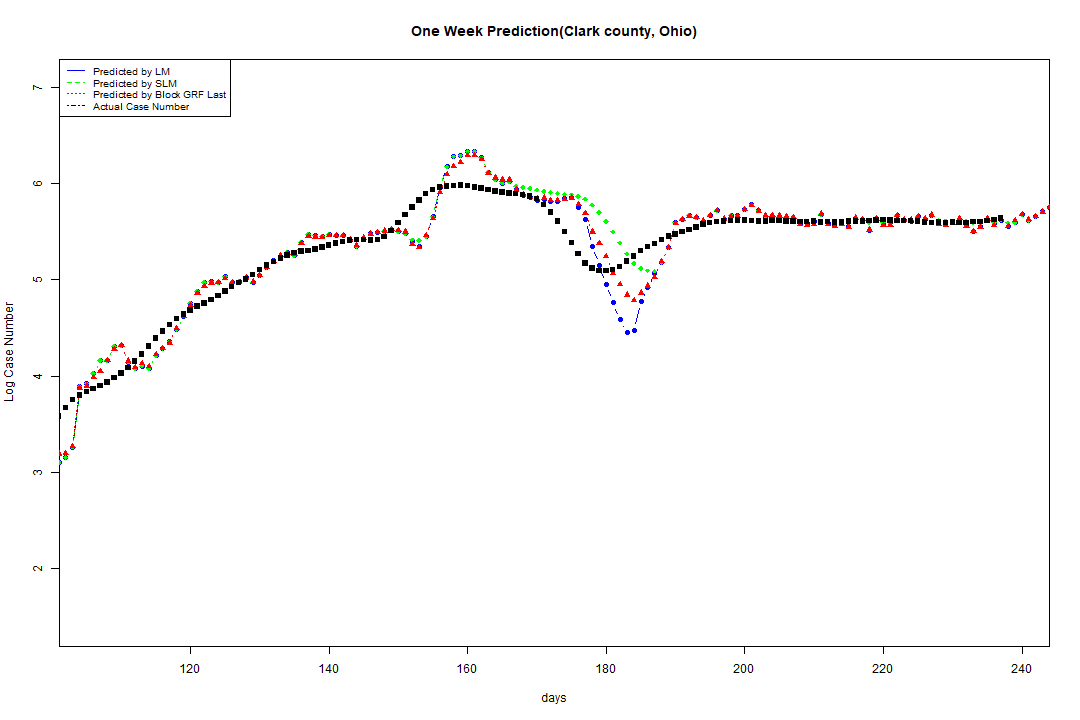 One Week Prediction(Clark county, Ohio)
Predicted by LM
Predicted by SLM
Predicted by Block GRF Last
Actual Case Number
7
6
5
4
3
2
Log Case Number
120 140 160 180 200 220 240
days